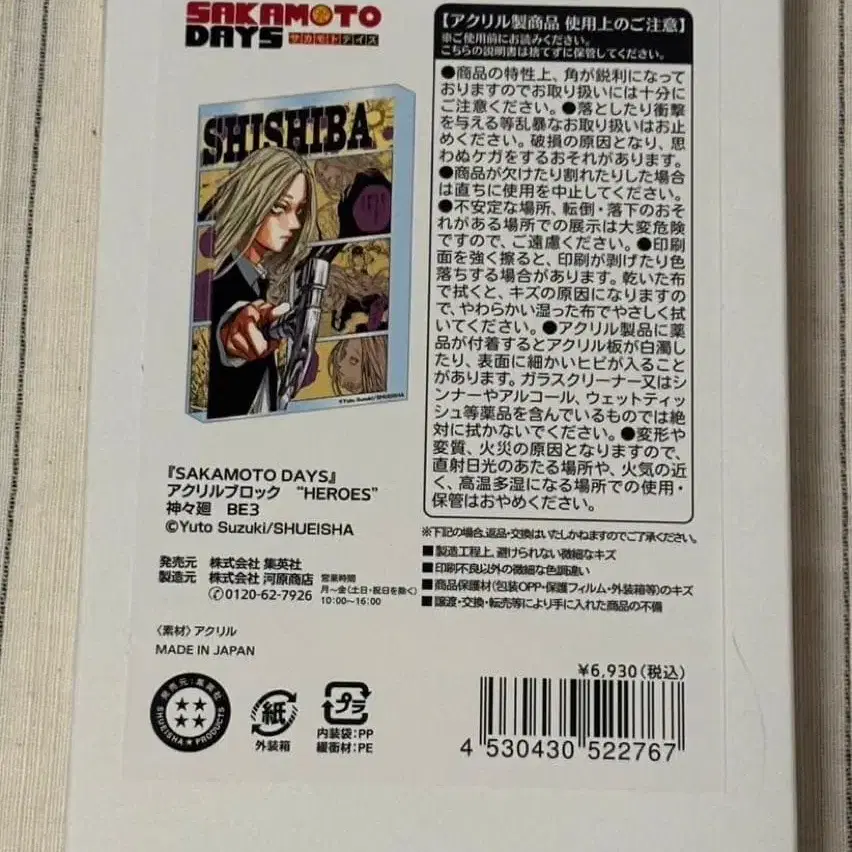 SAKAMOTO
DAYS サカモトデイズ
SHISHIBA
©Yuto Suzuki/SHUEISHA
『SAKAMOTO DAYS』
アクリルブロック “HEROES”
神々廻 BE3
©Yuto Suzuki/SHUEISHA
発売元 株式会社 集英社
製造元 株式会社 河原商店
0120-62-7926
営業時間
月～金(土日・祝日を除く)
10:00～16:00
〈素材〉アクリル
MADE IN JAPAN
【アクリル製商品 使用上のご注意】
※ご使用前にお読みください。
こちらの説明書は捨てずに保管してください。
●商品の特性上、角が鋭利になって
おりますのでお取り扱いには十分に
ご注意ください。●落としたり衝撃
を与える等乱暴なお取り扱いはお止
めください。破損の原因となり、思
わぬケガをするおそれがあります。
●商品が欠けたり割れたりした場合
は直ちに使用を中止してください。
●不安定な場所、転倒・落下のおそ
れがある場所での展示は大変危険
ですので、ご遠慮ください。●印刷
面を強く擦ると、印刷が剥げたり色
落ちする場合があります。乾いた布
で拭くと、キズの原因になりますの
で、やわらかい湿った布でやさしく拭
いてください。●アクリル製品に薬
品が付着するとアクリル板が白濁し
たり、表面に細かいヒビが入ること
があります。ガラスクリーナー又はシ
ンナーやアルコール、ウェットティッ
シュ等薬品を含んでいるものでは絶
対に拭かないでください。●変形や
変質、火災の原因となりますので、
直射日光のあたる場所や、火気の近
く、高温多湿になる場所での使用・
保管はおやめください。
※下記の場合、返品・交換はいたしかねますのでご了承ください。
■製造工程上、避けられない微細なキズ
■印刷不良以外の微細な色調違い
■商品保護材(包装OPP・保護フィルム・外装箱等)のキズ
■譲渡・交換・転売等により手に入れた商品の不備
発売元:集英社
SHUEISHA★PRODUCTS
紙
外装箱
プラ
内装袋:PP
緩衝材:PE
¥6,930(税込)
4 530430 522767